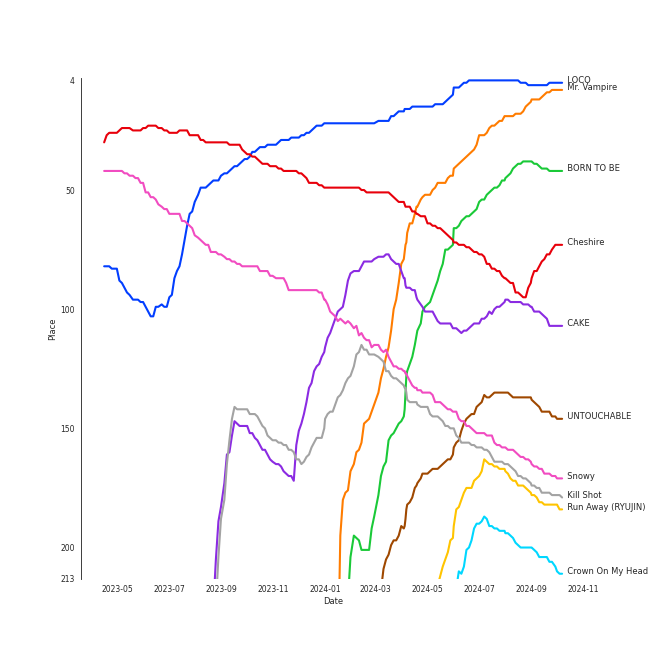 4
50
100
150
200
213
Place
2023-05
2023-07
2023-09
2023-11
2024-01
2024-03
2024-05
2024-07
2024-09
2024-11
Date
LOCO
Mr. Vampire
BORN TO BE
Cheshire
CAKE
UNTOUCHABLE
Snowy
Kill Shot
Run Away (RYUJIN)
Crown On My Head